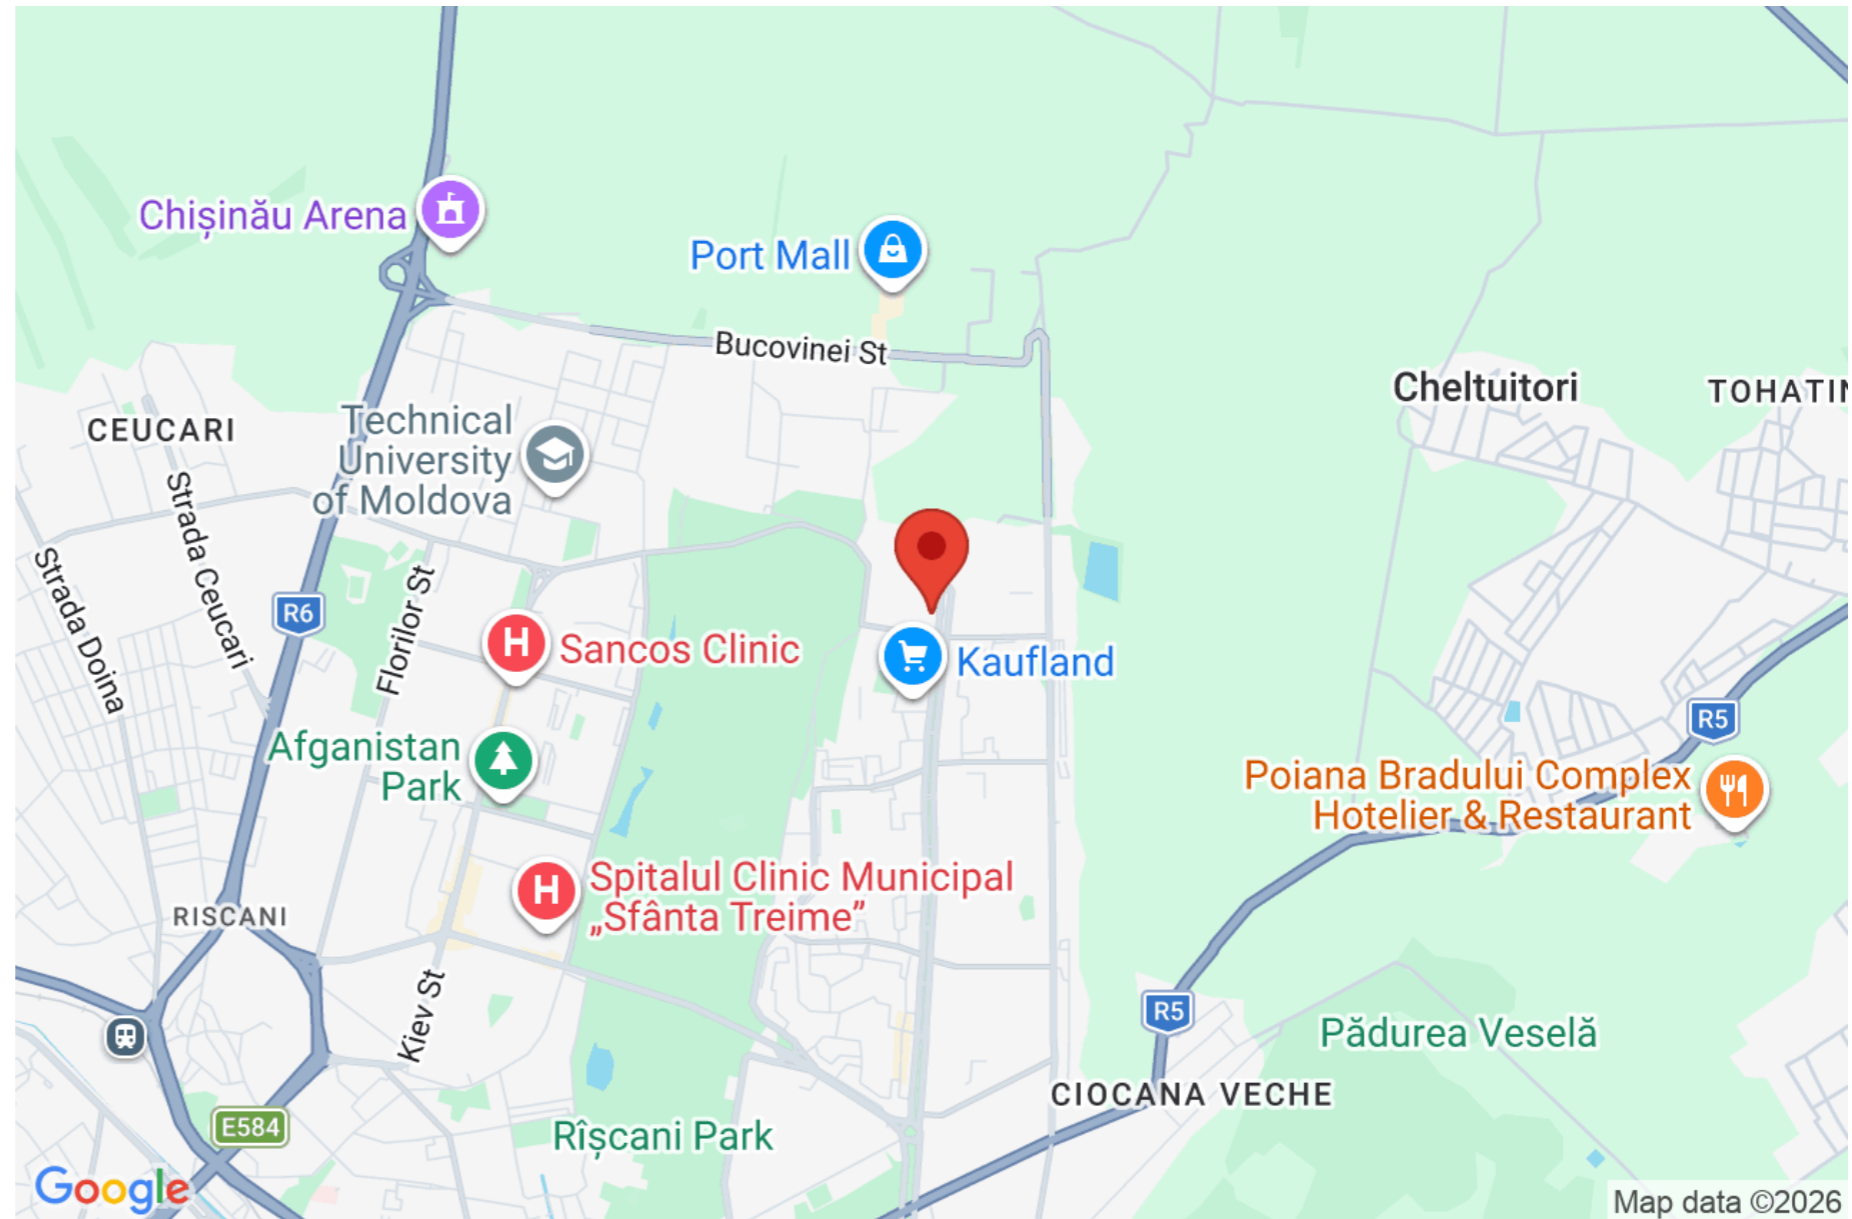 Chișinău Arena
Port Mall
Bucovinei St
Cheltuitori
TOHATIN
CEUCARI
Technical
University
of Moldova
Strada Ceucari
Strada Doina
Florilor St
R6
H
Sancos Clinic
Kaufland
R5
Afganistan
Park
Poiana Bradului Complex
Hotelier & Restaurant
H
Spitalul Clinic Municipal
„Sfânta Treime”
RISCANI
Kiev St
R5
Pădurea Veselă
CIOCANA VECHE
E584
Rîșcani Park
Google
Map data ©2026